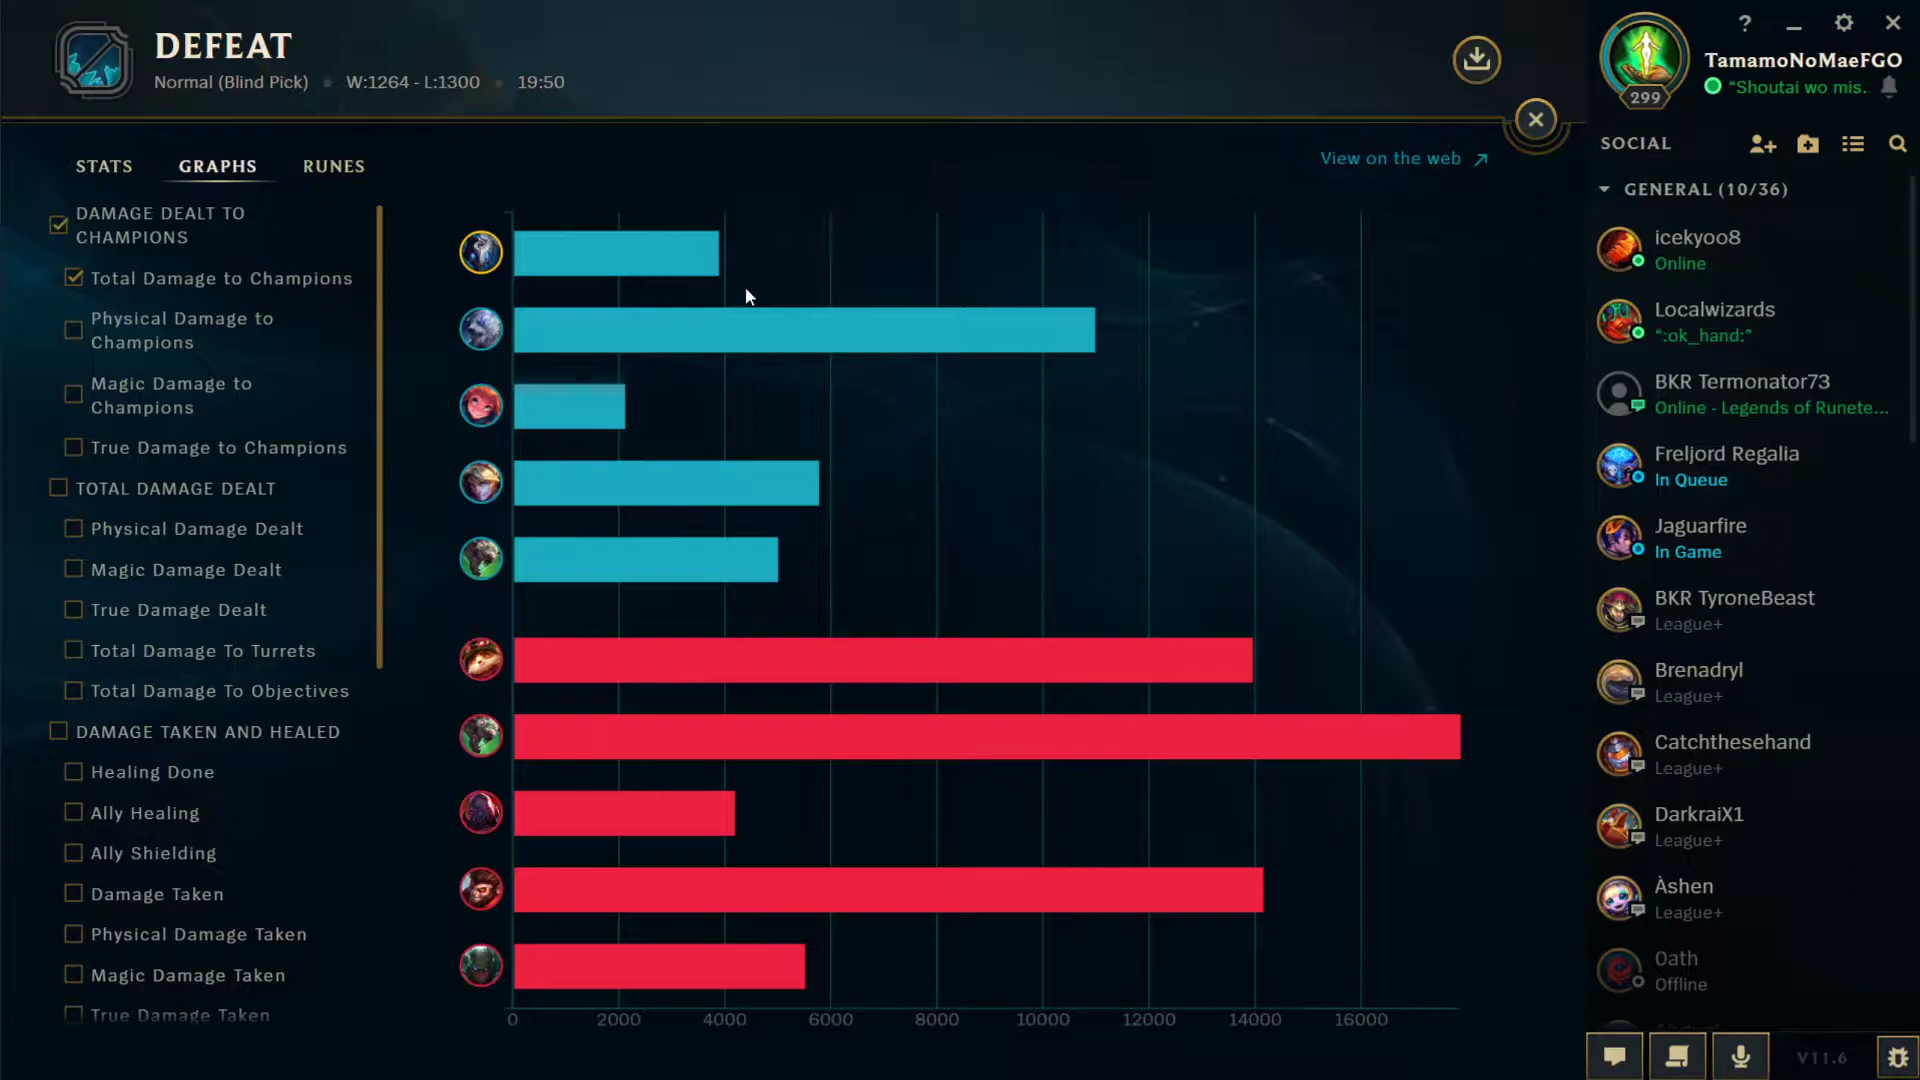 DEFEAT
Normal (Blind Pick) • W:1264 - L:1300 • 19:50
STATS
GRAPHS
RUNES
View on the web
DAMAGE DEALT TO
CHAMPIONS
Total Damage to Champions
Physical Damage to
Champions
Magic Damage to
Champions
True Damage to Champions
TOTAL DAMAGE DEALT
Physical Damage Dealt
Magic Damage Dealt
True Damage Dealt
Total Damage To Turrets
Total Damage To Objectives
DAMAGE TAKEN AND HEALED
Healing Done
Ally Healing
Ally Shielding
Damage Taken
Physical Damage Taken
Magic Damage Taken
True Damage Taken
0 2000 4000 6000 8000 10000 12000 14000 16000
?
299
TamamoNoMaeFGO
“Shoutai wo mis..
SOCIAL
GENERAL (10/36)
icekyoo8
Online
Localwizards
“:ok_hand:”
BKR Termonator73
Online - Legends of Runete...
Freljord Regalia
In Queue
Jaguarfire
In Game
BKR TyroneBeast
League+
Brenadryl
League+
Catchthesehand
League+
DarkraiX1
League+
Àshen
League+
Oath
Offline
V11.6